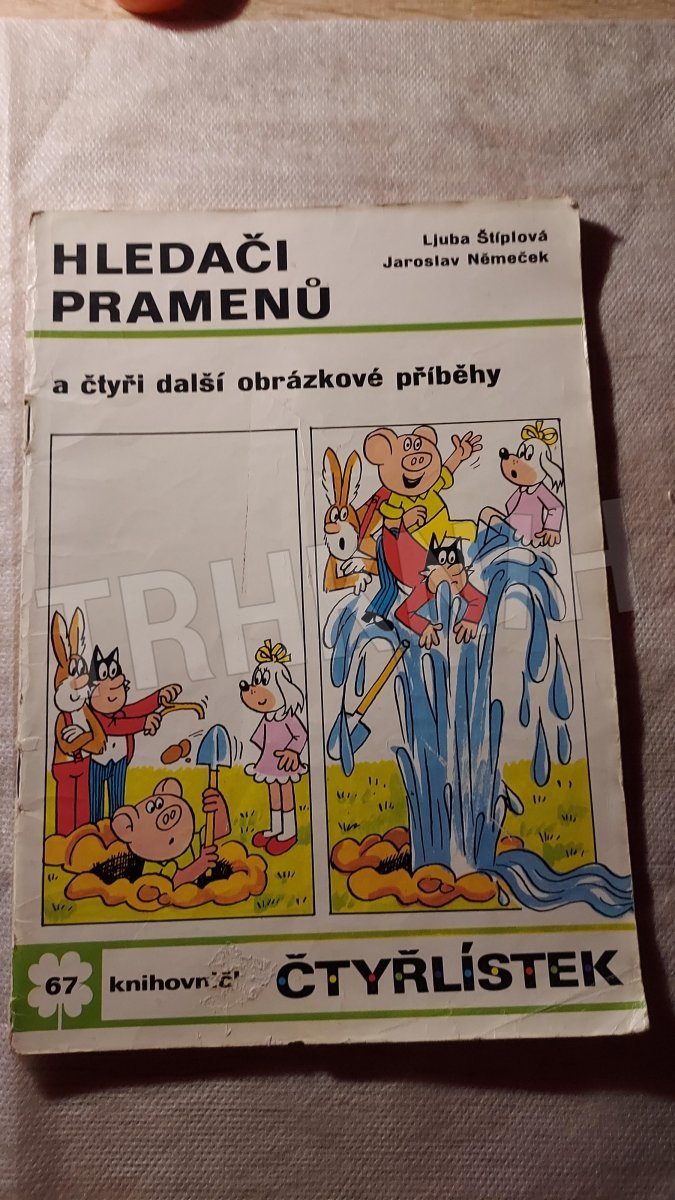 HLEDAČI
PRAMENŮ
Ljuba Štíplová
Jaroslav Němeček
a čtyři další obrázkové příběhy
67
ČTYŘLÍSTEK